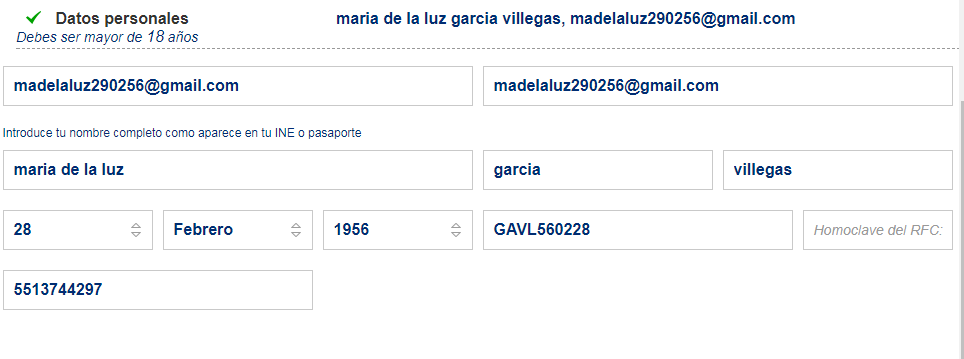 Datos personales maria de la luz garcia villegas, madelaluz290256@gmail.com
Debes ser mayor de 18 años
madelaluz290256@gmail.com madelaluz290256@gmail.com
Introduce tu nombre completo como aparece en tu INE o pasaporte
maria de la luz garcia villegas
28 Febrero 1956 GAVL560228 Homoclave del RFC:
5513744297